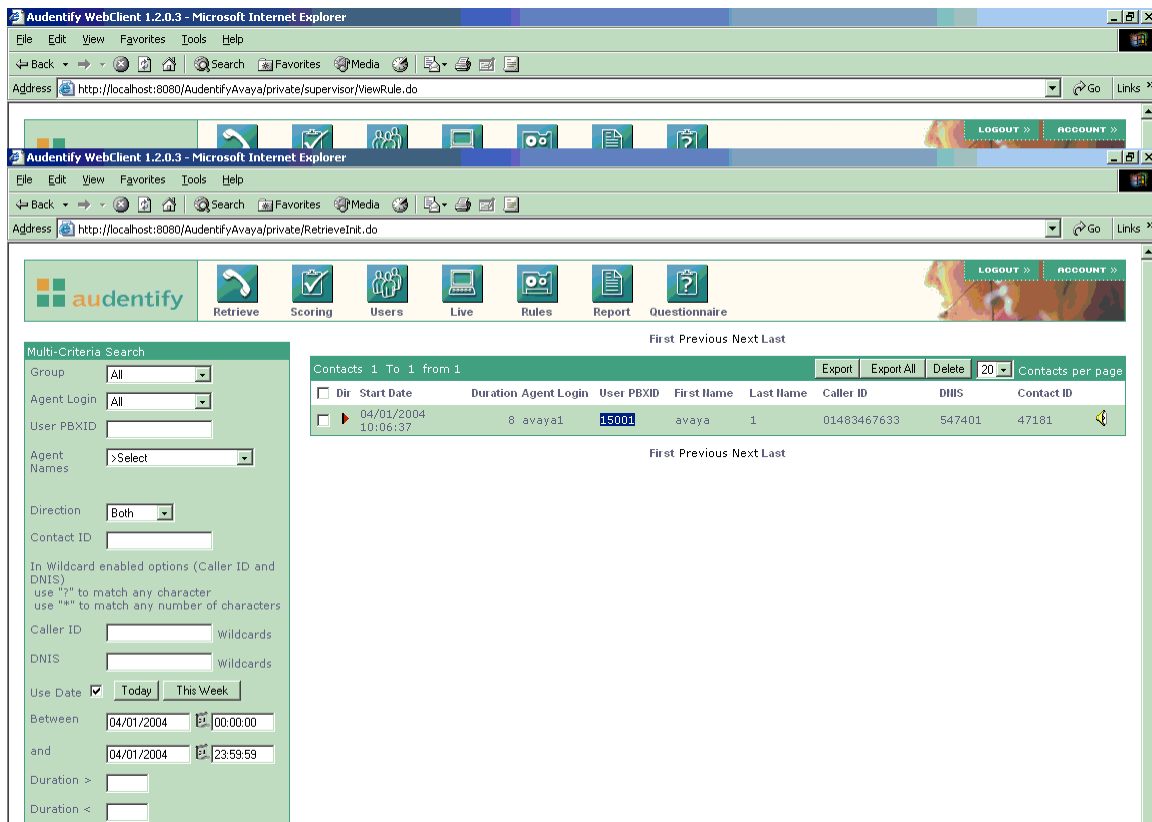 Audentify WebClient 1.2.0.3 - Microsoft Internet Explorer
File Edit View Favorites Tools Help
Back Search Favorites Media
Address http://localhost:8080/AudentifyAvaya/private/supervisor/ViewRule.do Go Links »
LOGOUT » ACCOUNT »
Audentify WebClient 1.2.0.3 - Microsoft Internet Explorer
File Edit View Favorites Tools Help
Back Search Favorites Media
Address http://localhost:8080/AudentifyAvaya/private/RetrieveInit.do Go Links »
LOGOUT » ACCOUNT »
audentify
Retrieve Scoring Users Live Rules Report Questionnaire
First Previous Next Last
Multi-Criteria Search
Group All
Agent Login All
User PBXID
Agent Names >Select
Direction Both
Contact ID
In Wildcard enabled options (Caller ID and
DNIS)
use "?" to match any character
use "*" to match any number of characters
Caller ID Wildcards
DNIS Wildcards
Use Date Today This Week
Between 04/01/2004 00:00:00
and 04/01/2004 23:59:59
Duration >
Duration <
Contacts 1 To 1 from 1 Export Export All Delete 20 Contacts per page
Dir Start Date Duration Agent Login User PBXID First Name Last Name Caller ID DNIS Contact ID
04/01/2004 10:06:37 8 avaya1 15001 avaya 1 01483467633 547401 47181
First Previous Next Last